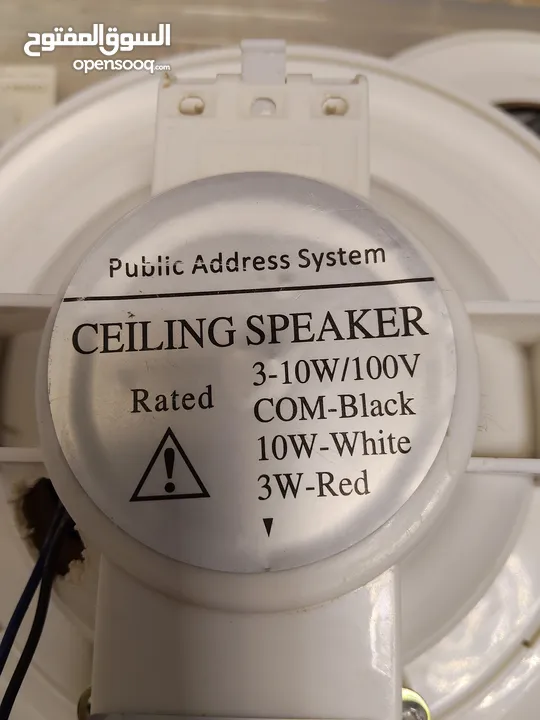 السوق المفتوح
opensooq.com
Public Address System
CEILING SPEAKER
3-10W/100V
Rated COM-Black
10W-White
3W-Red